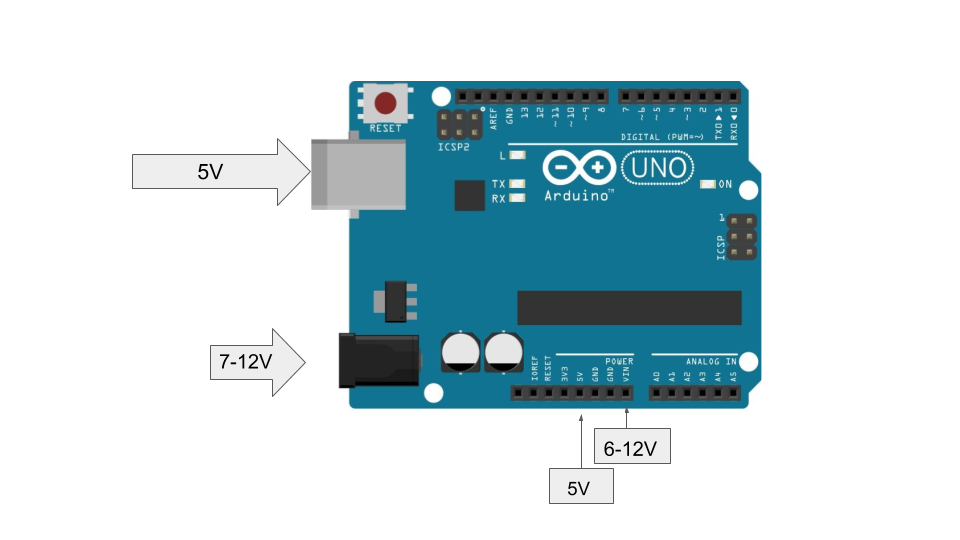 RESET
ICSP2
AREF
GND
13
12
~11
~10
~9
8
7
~6
~5
4
~3
2
TX0▶1
RX0◀0
DIGITAL (PWM=~)
L
TX
RX
Arduino™
UNO
ON
1
ICSP
5V
7-12V
POWER
ANALOG IN
IOREF
RESET
3V3
5V
GND
GND
VIN
A0
A1
A2
A3
A4
A5
6-12V
5V